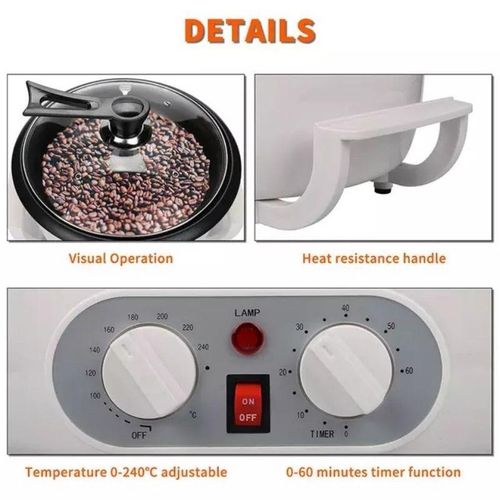 DETAILS
Visual Operation
Heat resistance handle
LAMP
180
200
160
220
140
240
120
100
°C
OFF
ON
OFF
40
30
50
20
60
10
TIMER
0
Temperature 0-240℃ adjustable
0-60 minutes timer function